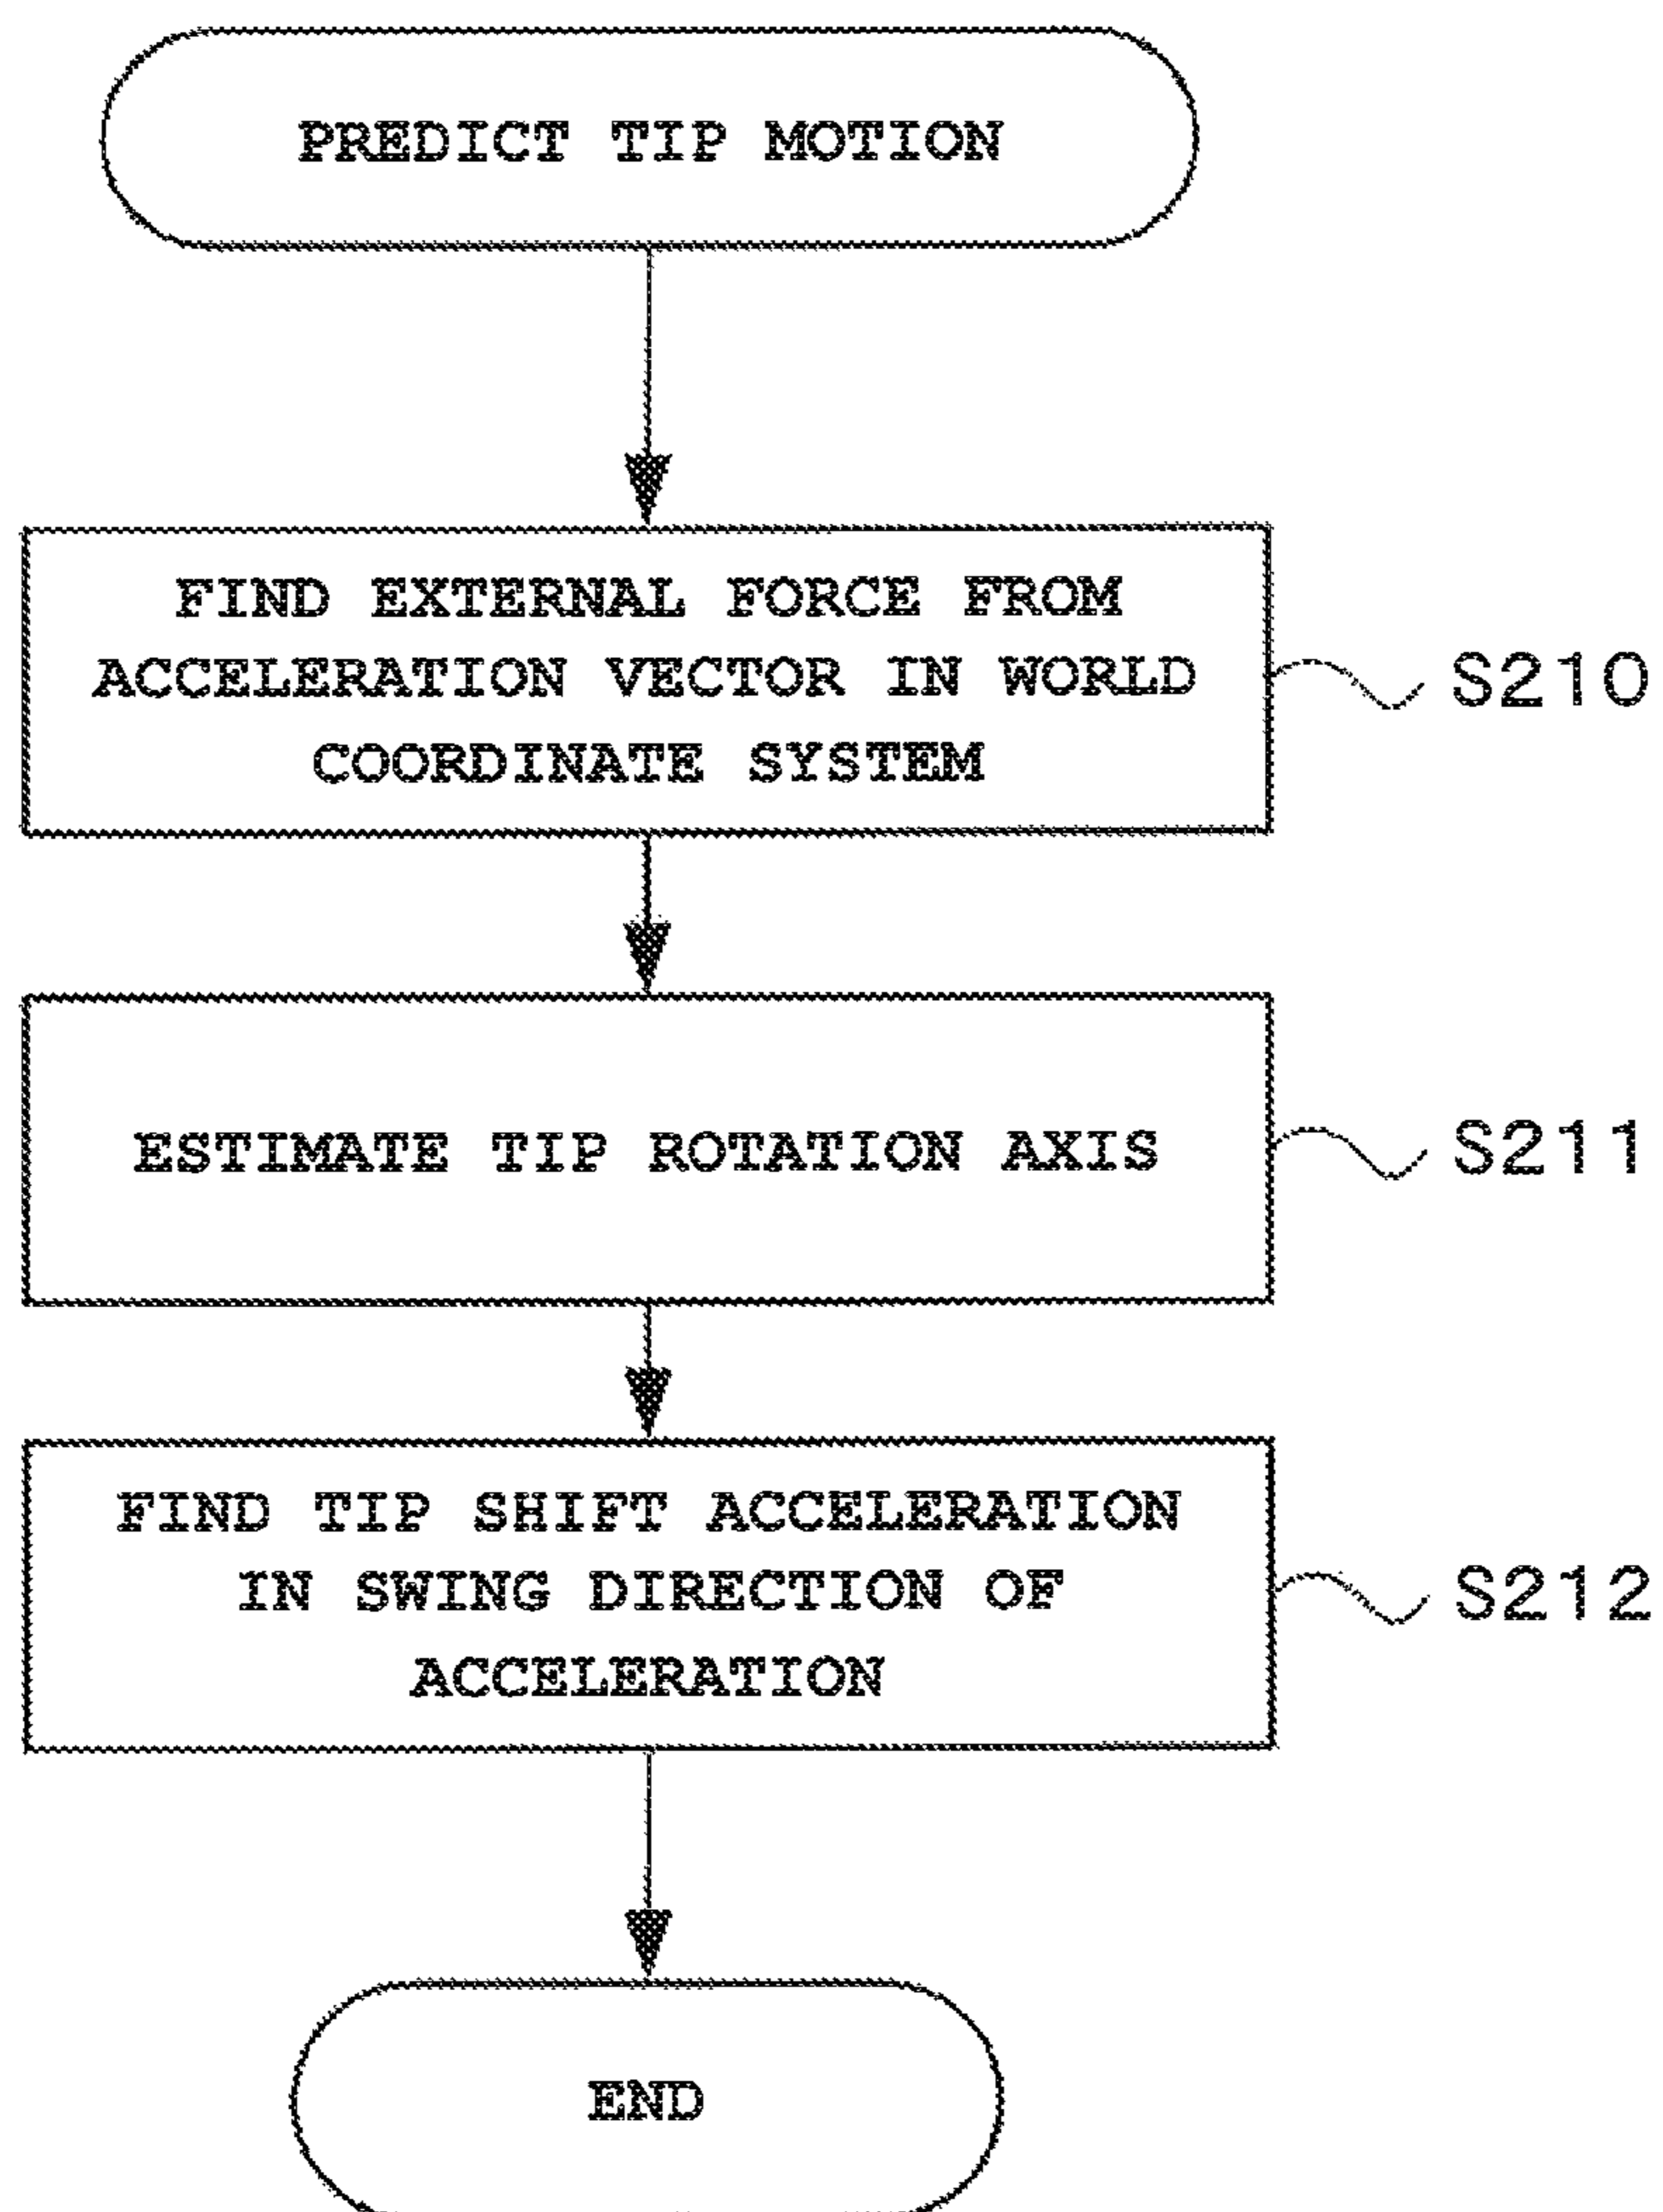 PREDICT TIP MOTION
FIND EXTERNAL FORCE FROM
ACCELERATION VECTOR IN WORLD
COORDINATE SYSTEM
S210
ESTIMATE TIP ROTATION AXIS
S211
FIND TIP SHIFT ACCELERATION
IN SWING DIRECTION OF
ACCELERATION
S212
END